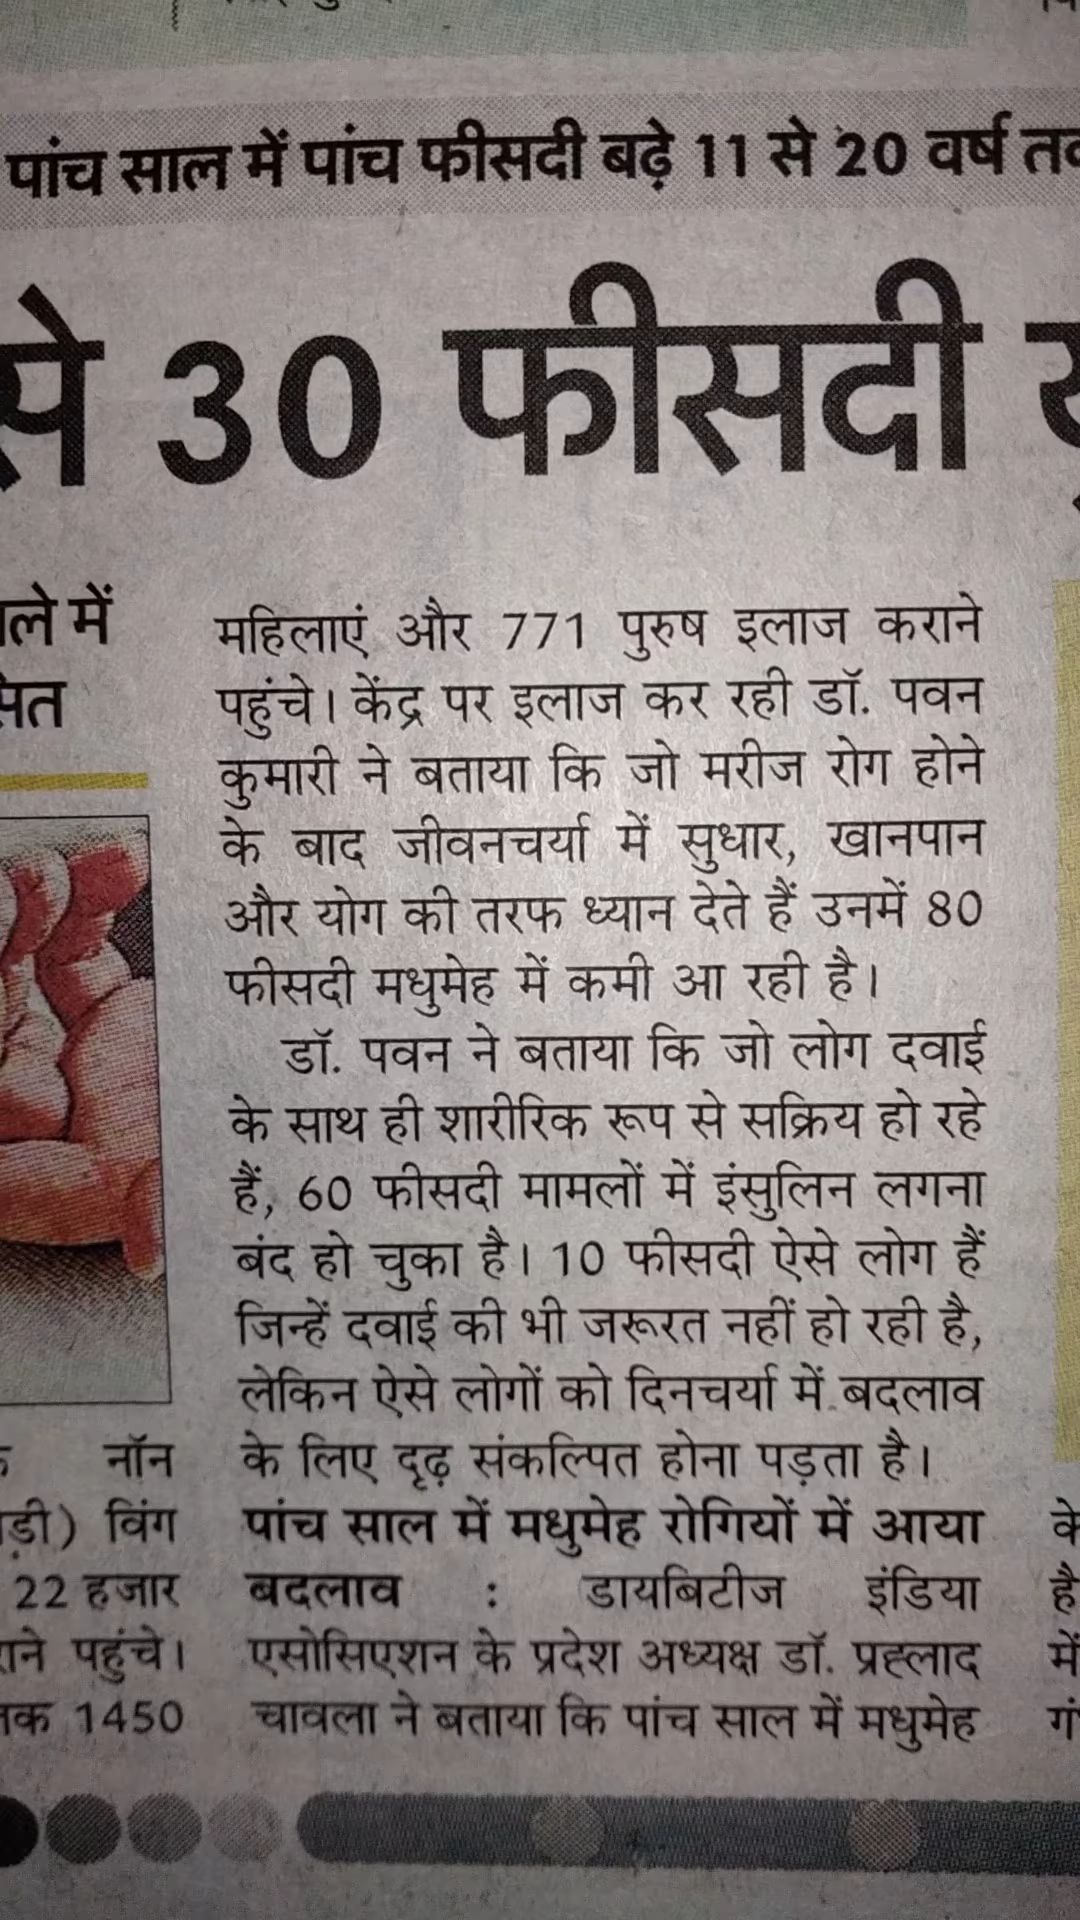 पांच साल में पांच फीसदी बढ़े 11 से 20 वर्ष
से 30 फीसदी
में
महिलाएं और 771 पुरुष इलाज कराने
पहुंचे। केंद्र पर इलाज कर रही डॉ. पवन
कुमारी ने बताया कि जो मरीज रोग होने
के बाद जीवनचर्या में सुधार, खानपान
और योग की तरफ ध्यान देते हैं उनमें 80
फीसदी मधुमेह में कमी आ रही है।
डॉ. पवन ने बताया कि जो लोग दवाई
के साथ ही शारीरिक रूप से सक्रिय हो रहे
हैं, 60 फीसदी मामलों में इंसुलिन लगना
बंद हो चुका है। 10 फीसदी ऐसे लोग हैं
जिन्हें दवाई की भी जरूरत नहीं हो रही है,
लेकिन ऐसे लोगों को दिनचर्या में बदलाव
के लिए दृढ़ संकल्पित होना पड़ता है।
पांच साल में मधुमेह रोगियों में आया
बदलाव : डायबिटीज इंडिया
एसोसिएशन के प्रदेश अध्यक्ष डॉ. प्रह्लाद
चावला ने बताया कि पांच साल में मधुमेह
नॉन
विंग
22 हजार
पहुंचे।
1450